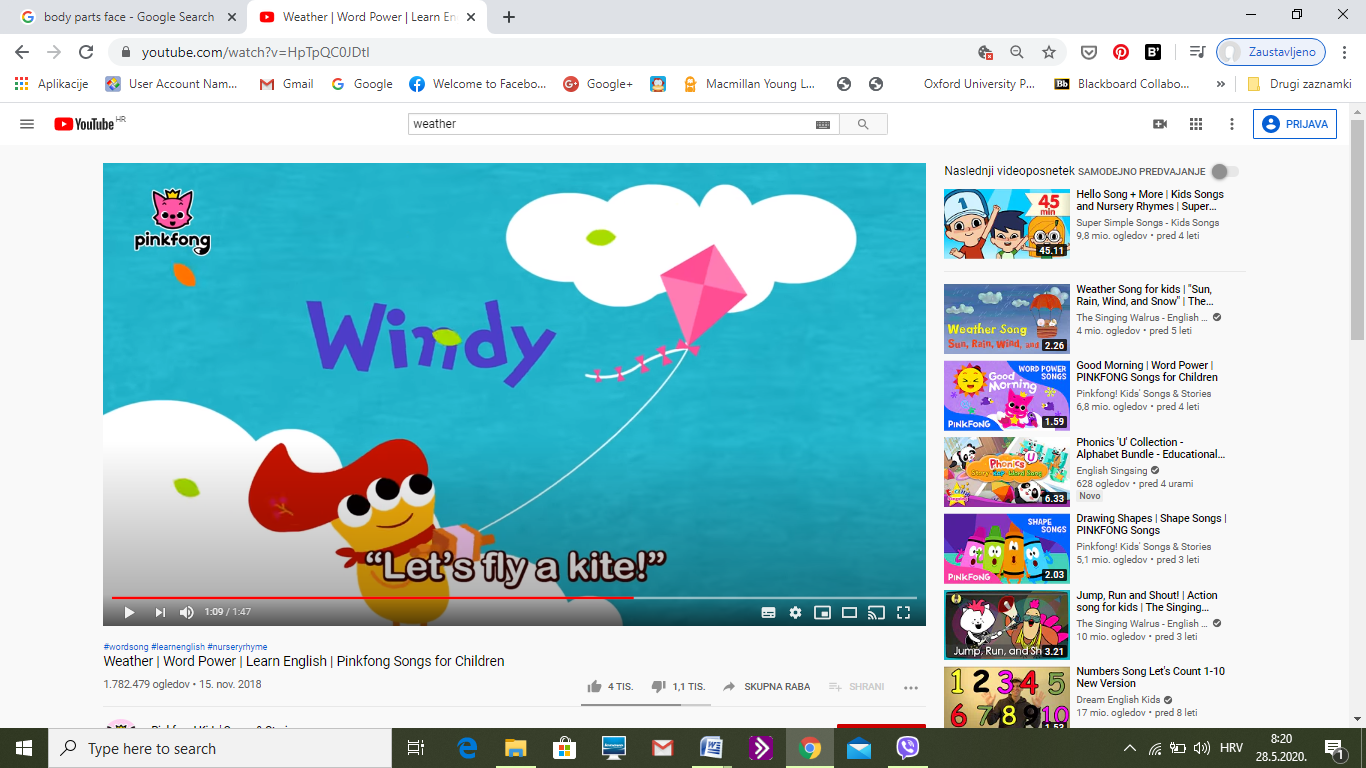 body parts face - Google Search
Weather | Word Power | Learn En
youtube.com/watch?v=HpTpQC0JDtI
Zaustavljeno
Aplikacije
User Account Nam...
Gmail
Google
Welcome to Facebo...
Google+
Macmillan Young L...
Oxford University P...
Bb
Blackboard Collabo...
»
Drugi zaznamki
YouTube HR
weather
PRIJAVA
pinkfong
Windy
“Let's fly a kite!”
1:09 / 1:47
#wordsong #learnenglish #nurseryrhyme
Weather | Word Power | Learn English | Pinkfong Songs for Children
1.782.479 ogledov • 15. nov. 2018
4 TIS.
1,1 TIS.
SKUPNA RABA
SHRANI
Naslednji videoposnetek
SAMODEJNO PREDVAJANJE
1
45
min
45.11
Hello Song + More | Kids Songs
and Nursery Rhymes | Super...
Super Simple Songs - Kids Songs
9,8 mio. ogledov • pred 4 leti
Weather Song
Sun, Rain, Wind, and
2.26
Weather Song for kids | "Sun,
Rain, Wind, and Snow" | The...
The Singing Walrus - English ...
4 mio. ogledov • pred 5 leti
WORD POWER
SONGS
Good
Morning
PINKFONG
1.59
Good Morning | Word Power |
PINKFONG Songs for Children
Pinkfong! Kids' Songs & Stories
6,8 mio. ogledov • pred 4 leti
Phonics U
6.33
Phonics 'U' Collection -
Alphabet Bundle - Educational...
English Singsing
628 ogledov • pred 4 urami
Novo
SHAPE
SONGS
PINKFONG
2.03
Drawing Shapes | Shape Songs |
PINKFONG Songs
Pinkfong! Kids' Songs & Stories
5,1 mio. ogledov • pred 3 leti
Jump, Run, and Sh
3.21
Jump, Run and Shout! | Action
song for kids | The Singing...
The Singing Walrus - English ...
10 mio. ogledov • pred 3 leti
1 2 3 4 5
6 7 8 9 10
1.53
Numbers Song Let's Count 1-10
New Version
Dream English Kids
17 mio. ogledov • pred 8 leti
Type here to search
HRV
8:20
28.5.2020.
1